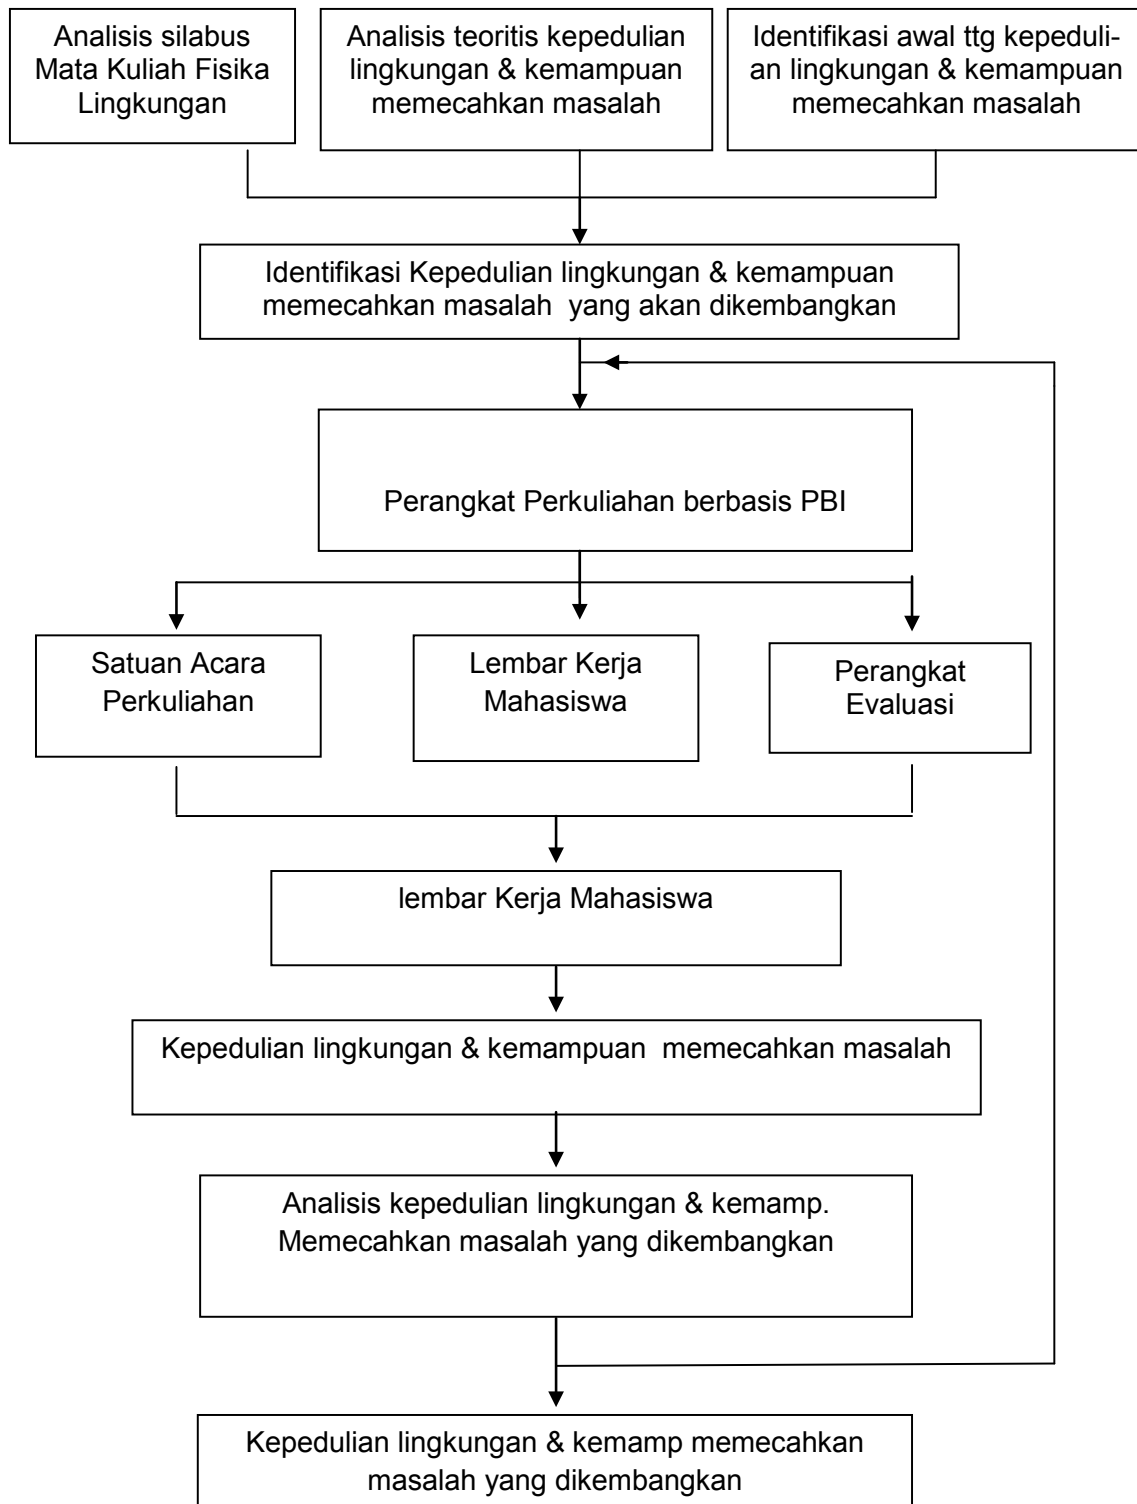 Analisis silabus
Mata Kuliah Fisika
Lingkungan
Analisis teoritis kepedulian
lingkungan & kemampuan
memecahkan masalah
Identifikasi awal ttg kepeduli-
an lingkungan & kemampuan
memecahkan masalah
Identifikasi Kepedulian lingkungan & kemampuan
memecahkan masalah yang akan dikembangkan
Perangkat Perkuliahan berbasis PBI
Satuan Acara
Perkuliahan
Lembar Kerja
Mahasiswa
Perangkat
Evaluasi
lembar Kerja Mahasiswa
Kepedulian lingkungan & kemampuan memecahkan masalah
Analisis kepedulian lingkungan & kemamp.
Memecahkan masalah yang dikembangkan
Kepedulian lingkungan & kemamp memecahkan
masalah yang dikembangkan